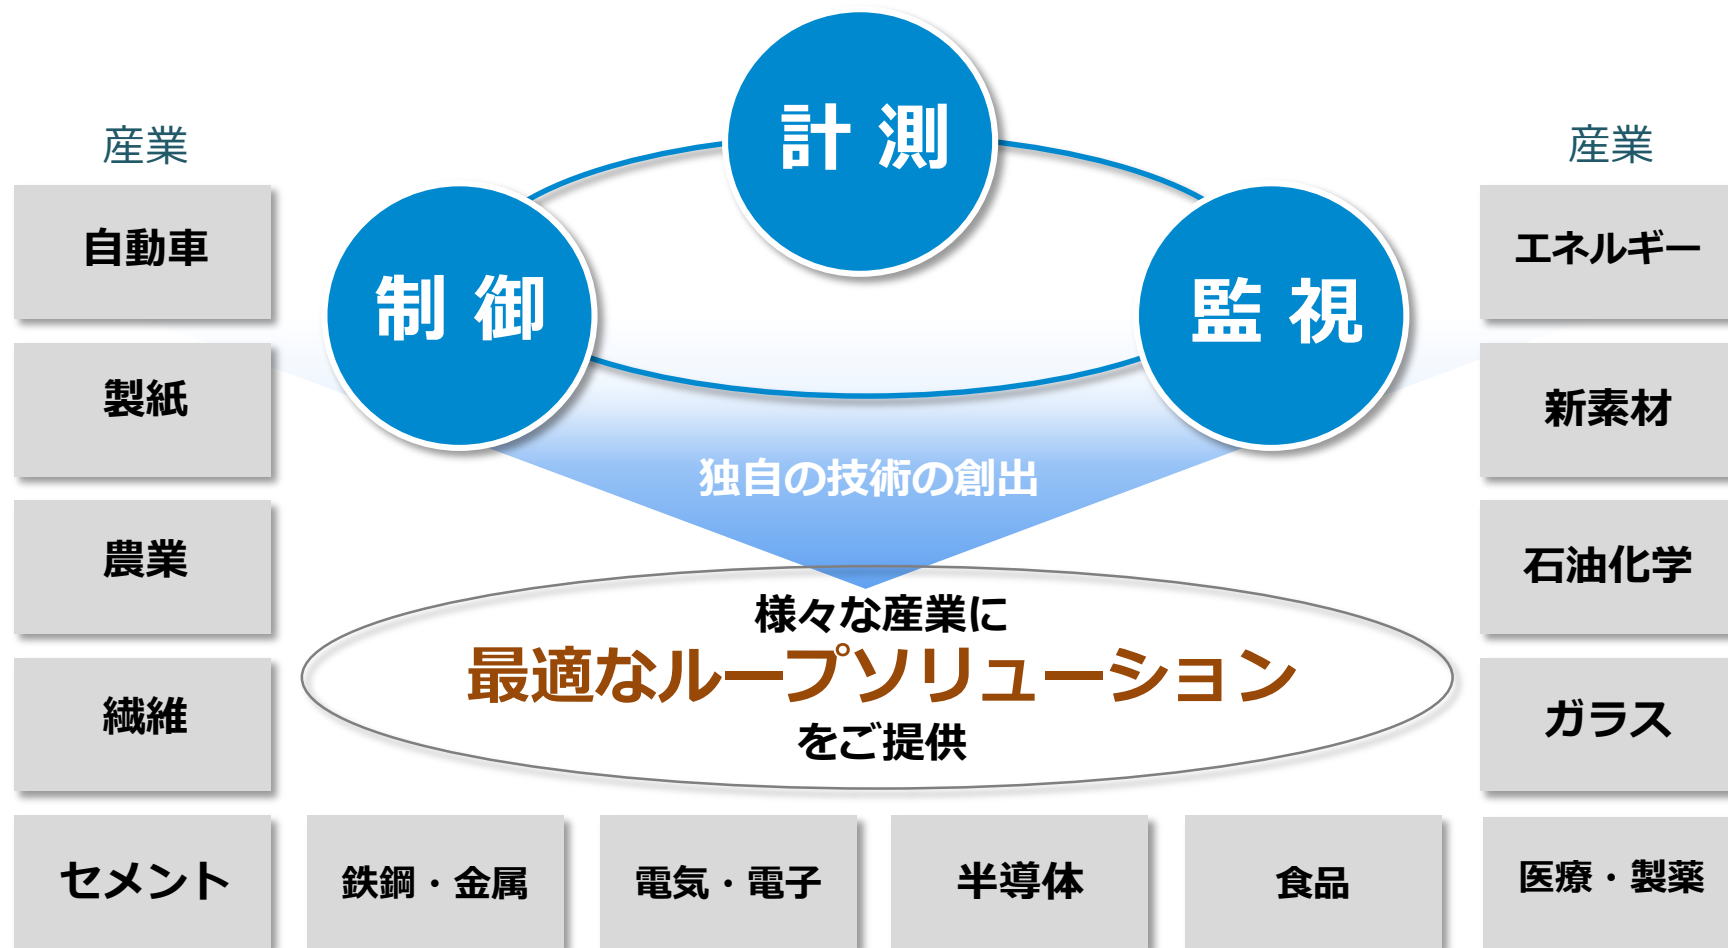 計測
産業
産業
制御
監視
自動車
エネルギー
製紙
新素材
独自の技術の創出
農業
石油化学
様々な産業に
最適なループソリューション
をご提供
繊維
ガラス
セメント
鉄鋼・金属
電気・電子
半導体
食品
医療・製薬